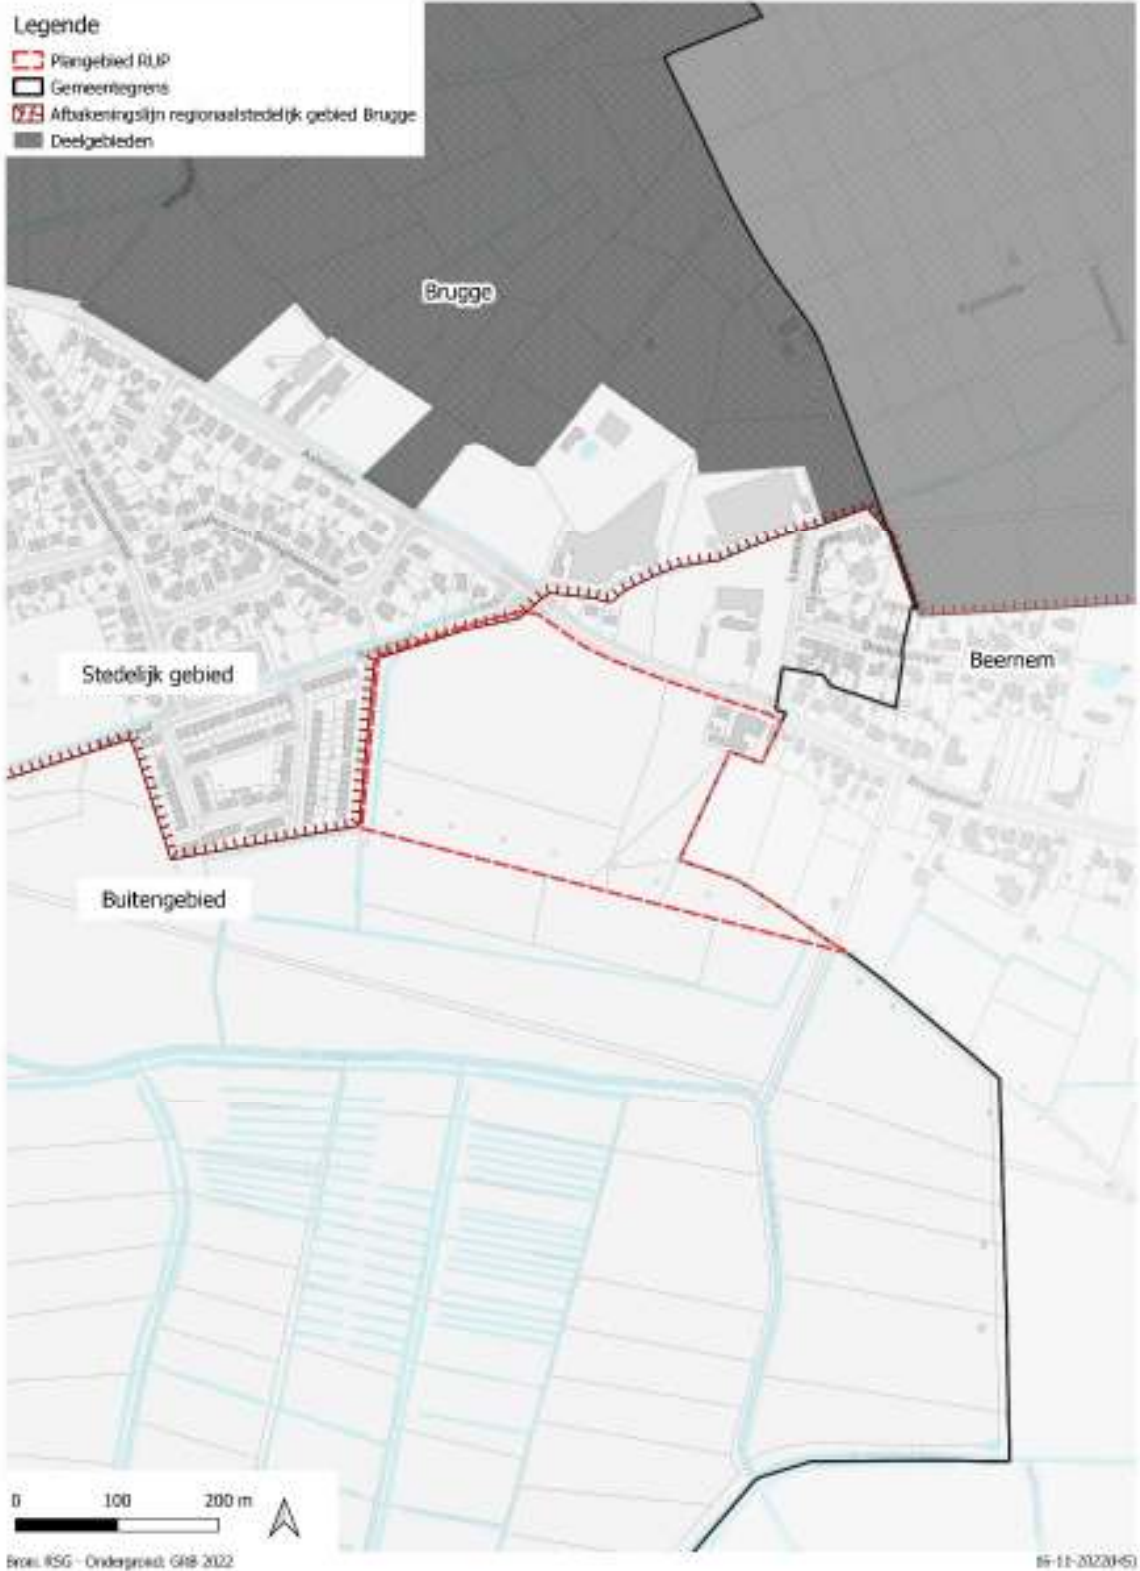 Legende
Plangebied RUP
Gemeentegrens
Afbakeningslijn regionaalstedelijk gebied Brugge
Deelgebieden
Brugge
Stedelijk gebied
Beernem
Buitengebied
0 100 200 m
Bron: RSG - Ondergrond: GRB 2022